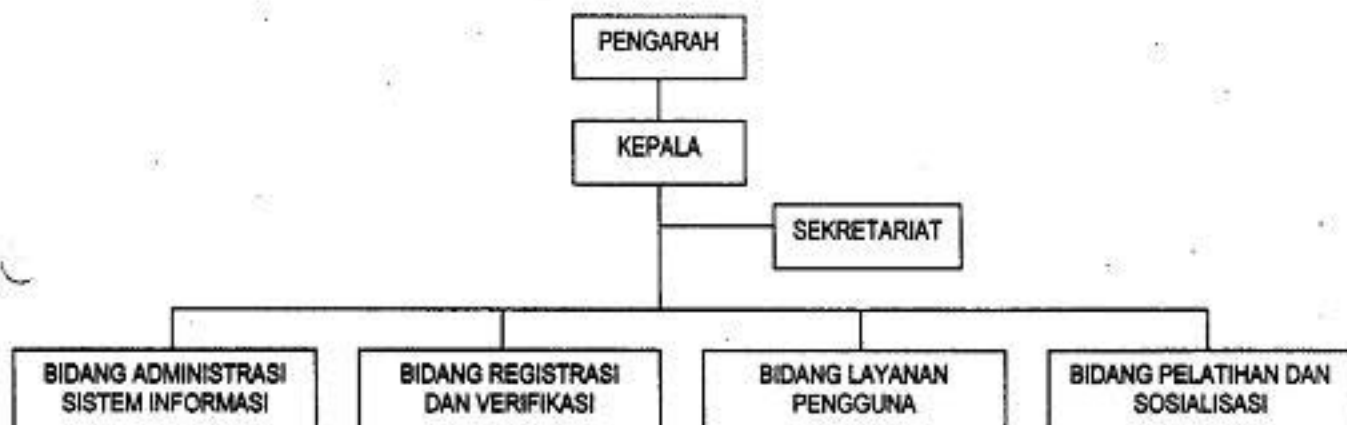 PENGARAH
KEPALA
SEKRETARIAT
BIDANG ADMINISTRASI
SISTEM INFORMASI
BIDANG REGISTRASI
DAN VERIFIKASI
BIDANG LAYANAN
PENGGUNA
BIDANG PELATIHAN DAN
SOSIALISASI